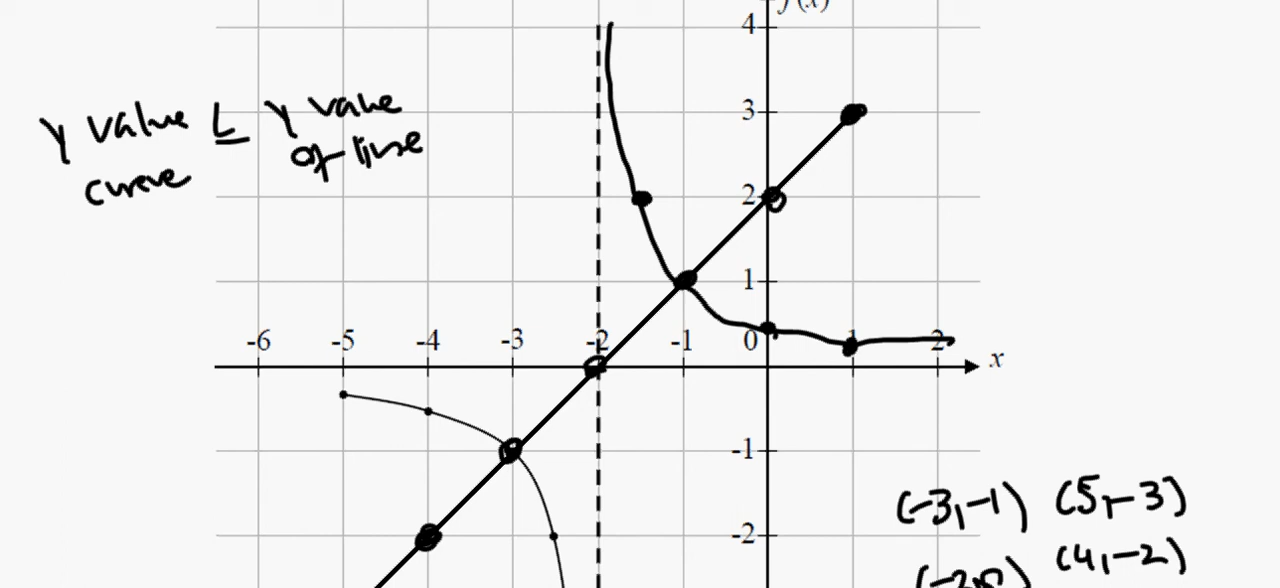 f(x)
4
y value L y value
curve of line
3
2
1
-6 -5 -4 -3 -2 -1 0 1 2
x
-1
(-3,-1) (5,-3)
-2
(4,-2)